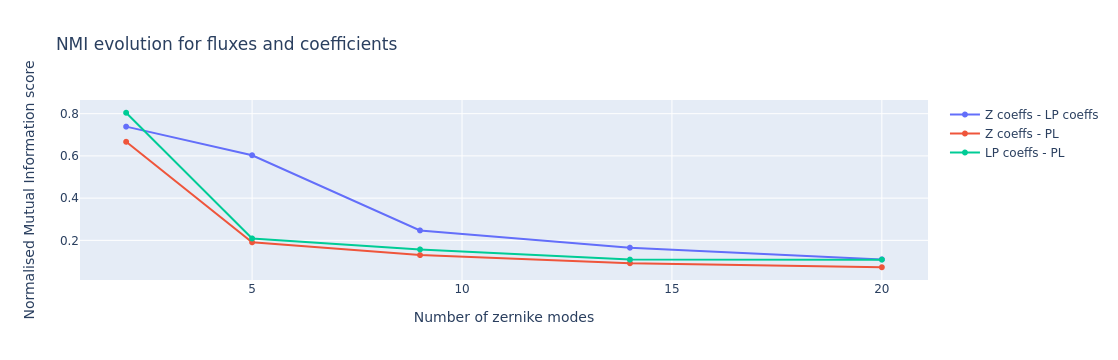 NMI evolution for fluxes and coefficients
Normalised Mutual Information score
0.8
0.6
0.4
0.2
5
10
15
20
Number of zernike modes
Z coeffs - LP coeffs
Z coeffs - PL
LP coeffs - PL